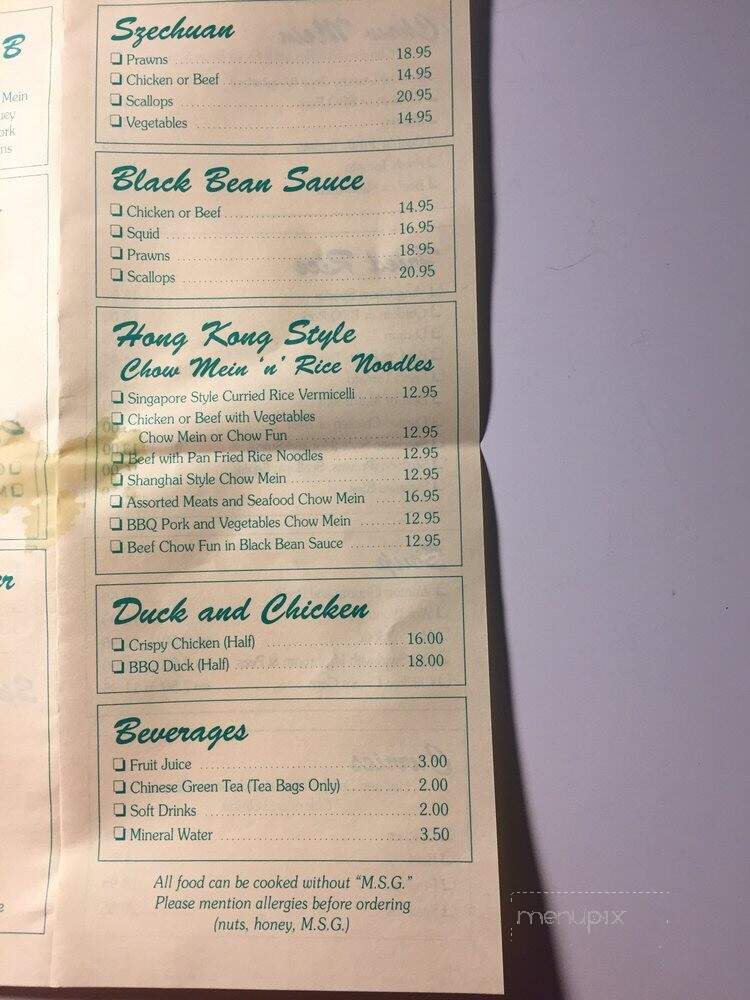 B
Mein
Szechuan
❏ Prawns 18.95
❏ Chicken or Beef 14.95
❏ Scallops 20.95
❏ Vegetables 14.95
Black Bean Sauce
❏ Chicken or Beef 14.95
❏ Squid 16.95
❏ Prawns 18.95
❏ Scallops 20.95
Hong Kong Style
Chow Mein 'n' Rice Noodles
❏ Singapore Style Curried Rice Vermicelli 12.95
❏ Chicken or Beef with Vegetables
Chow Mein or Chow Fun 12.95
❏ Beef with Pan Fried Rice Noodles 12.95
❏ Shanghai Style Chow Mein 12.95
❏ Assorted Meats and Seafood Chow Mein 16.95
❏ BBQ Pork and Vegetables Chow Mein 12.95
❏ Beef Chow Fun in Black Bean Sauce 12.95
Duck and Chicken
❏ Crispy Chicken (Half) 16.00
❏ BBQ Duck (Half) 18.00
Beverages
❏ Fruit Juice 3.00
❏ Chinese Green Tea (Tea Bags Only) 2.00
❏ Soft Drinks 2.00
❏ Mineral Water 3.50
All food can be cooked without "M.S.G."
Please mention allergies before ordering
(nuts, honey, M.S.G.)
menupix